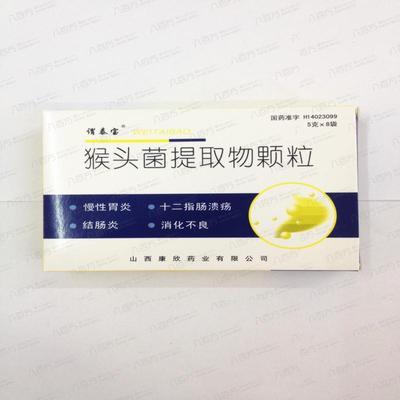 谓葆宝®
WEITAIBAO
国药准字 H14023099
5克×8袋
猴头菌提取物颗粒
·慢性胃炎 ·十二指肠溃疡
·结肠炎 ·消化不良
山西康欣药业有限公司